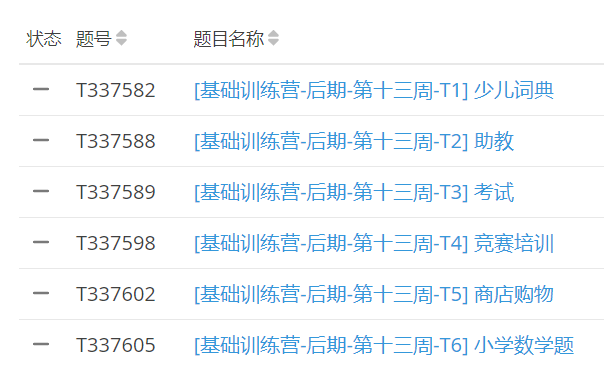 状态 题号 题目名称
T337582 [基础训练营-后期-第十三周-T1] 少儿词典
T337588 [基础训练营-后期-第十三周-T2] 助教
T337589 [基础训练营-后期-第十三周-T3] 考试
T337598 [基础训练营-后期-第十三周-T4] 竞赛培训
T337602 [基础训练营-后期-第十三周-T5] 商店购物
T337605 [基础训练营-后期-第十三周-T6] 小学数学题